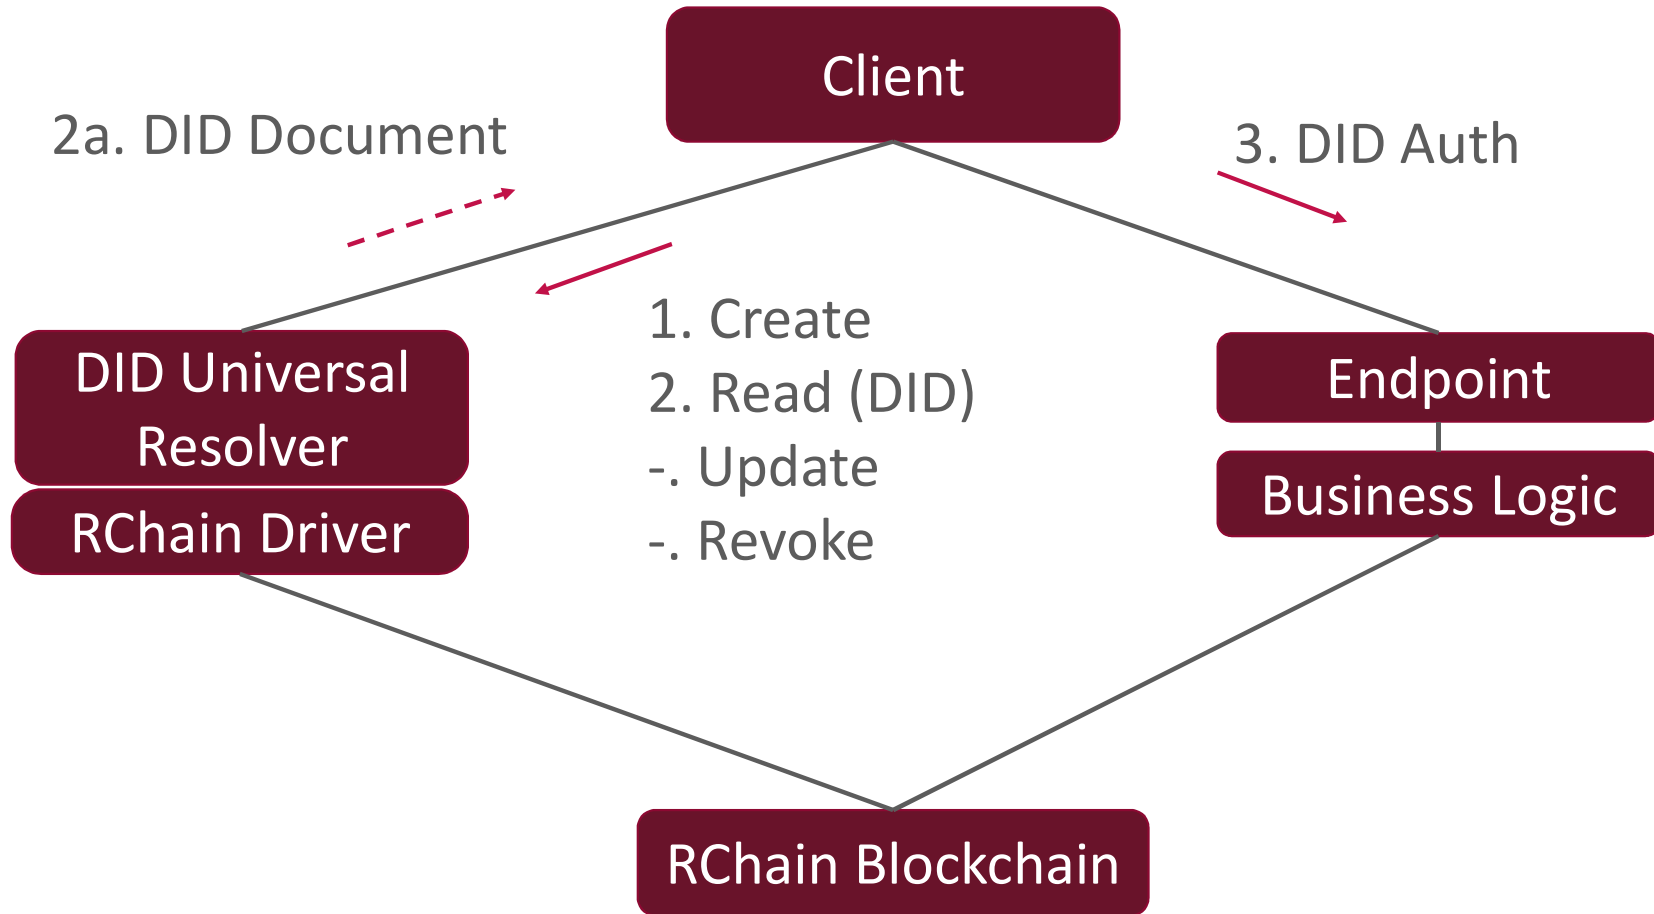 Client
2a. DID Document
3. DID Auth
1. Create
2. Read (DID)
-. Update
-. Revoke
DID Universal
Resolver
RChain Driver
Endpoint
Business Logic
RChain Blockchain